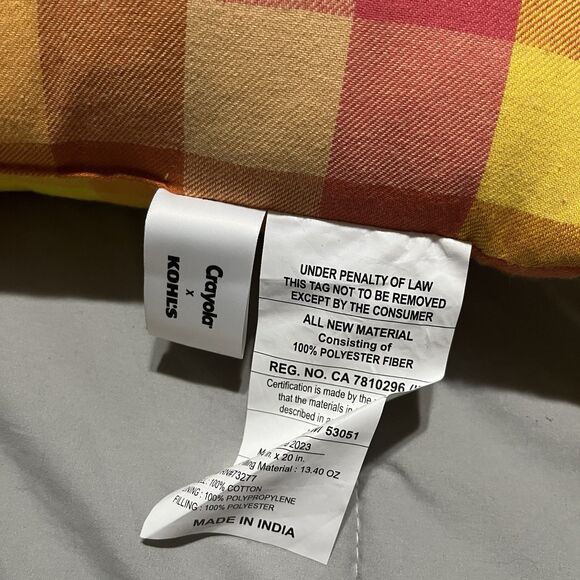 Crayola
X
KOHL'S
UNDER PENALTY OF LAW
THIS TAG NOT TO BE REMOVED
EXCEPT BY THE CONSUMER
ALL NEW MATERIAL
Consisting of
100% POLYESTER FIBER
REG. NO. CA 7810296
Certification is made by the
that the materials in
described in
53051
2023
x 20 in.
Material : 13.40 OZ
73277
100% COTTON
: 100% POLYPROPYLENE
FILLING : 100% POLYESTER
MADE IN INDIA